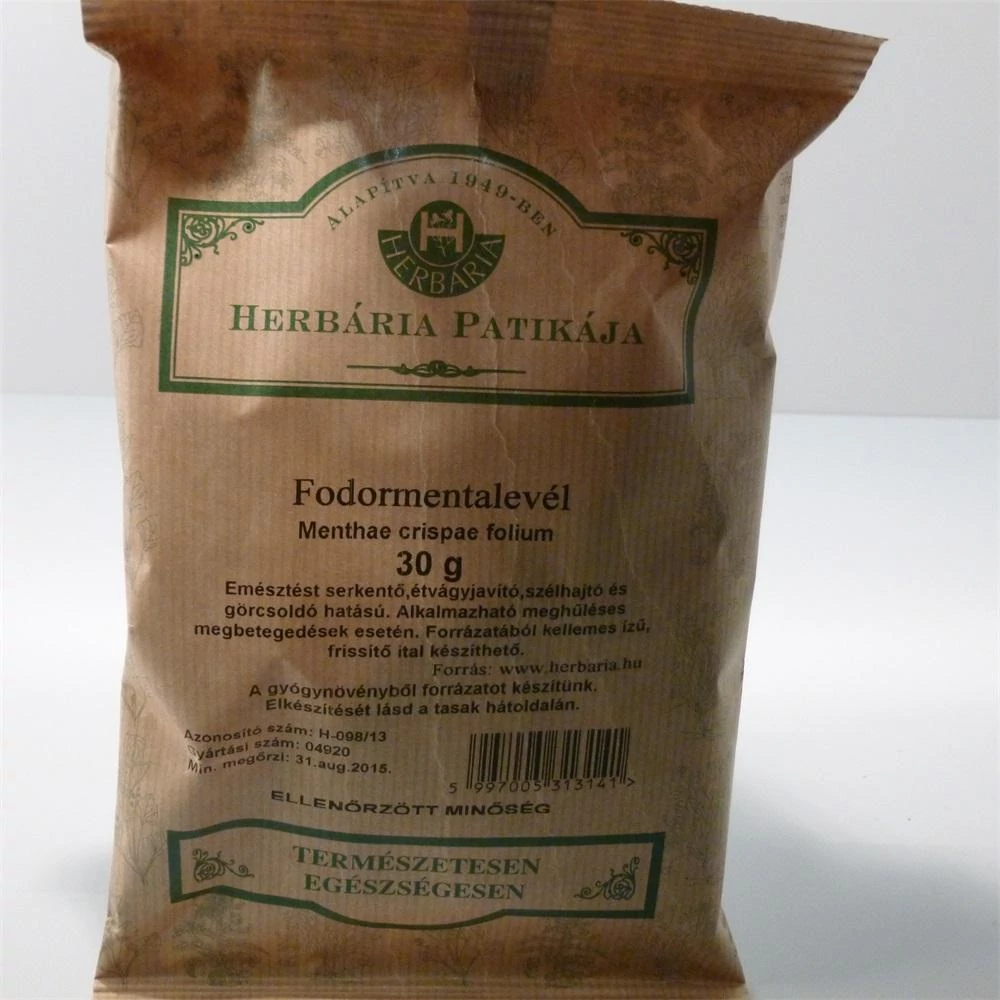 ALAPÍTVA 1949-BEN
H
HERBÁRIA
HERBÁRIA PATIKÁJA
Fodormentalevél
Menthae crispae folium
30 g
Emésztést serkentő,étvágyjavító,szélhajtó és
görcsoldó hatású. Alkalmazható meghűléses
megbetegedések esetén. Forrázatából kellemes ízű,
frissítő ital készíthető.
Forrás: www.herbaria.hu
A gyógynövényből forrázatot készítünk.
Elkészítését lásd a tasak hátoldalán.
Azonosító szám: H-098/13
Gyártási szám: 04920
Min. megőrzi: 31.aug.2015.
5 997005 313141 >
ELLENŐRZÖTT MINŐSÉG
TERMÉSZETESEN
EGÉSZSÉGESEN